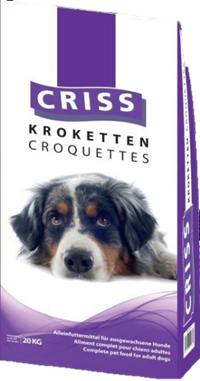 CRISS
KROKETTEN
CROQUETTES
Alleinfuttermittel für ausgewachsene Hunde
Aliment complet pour chiens adultes
Complete pet food for adult dogs
20 KG
CRISS